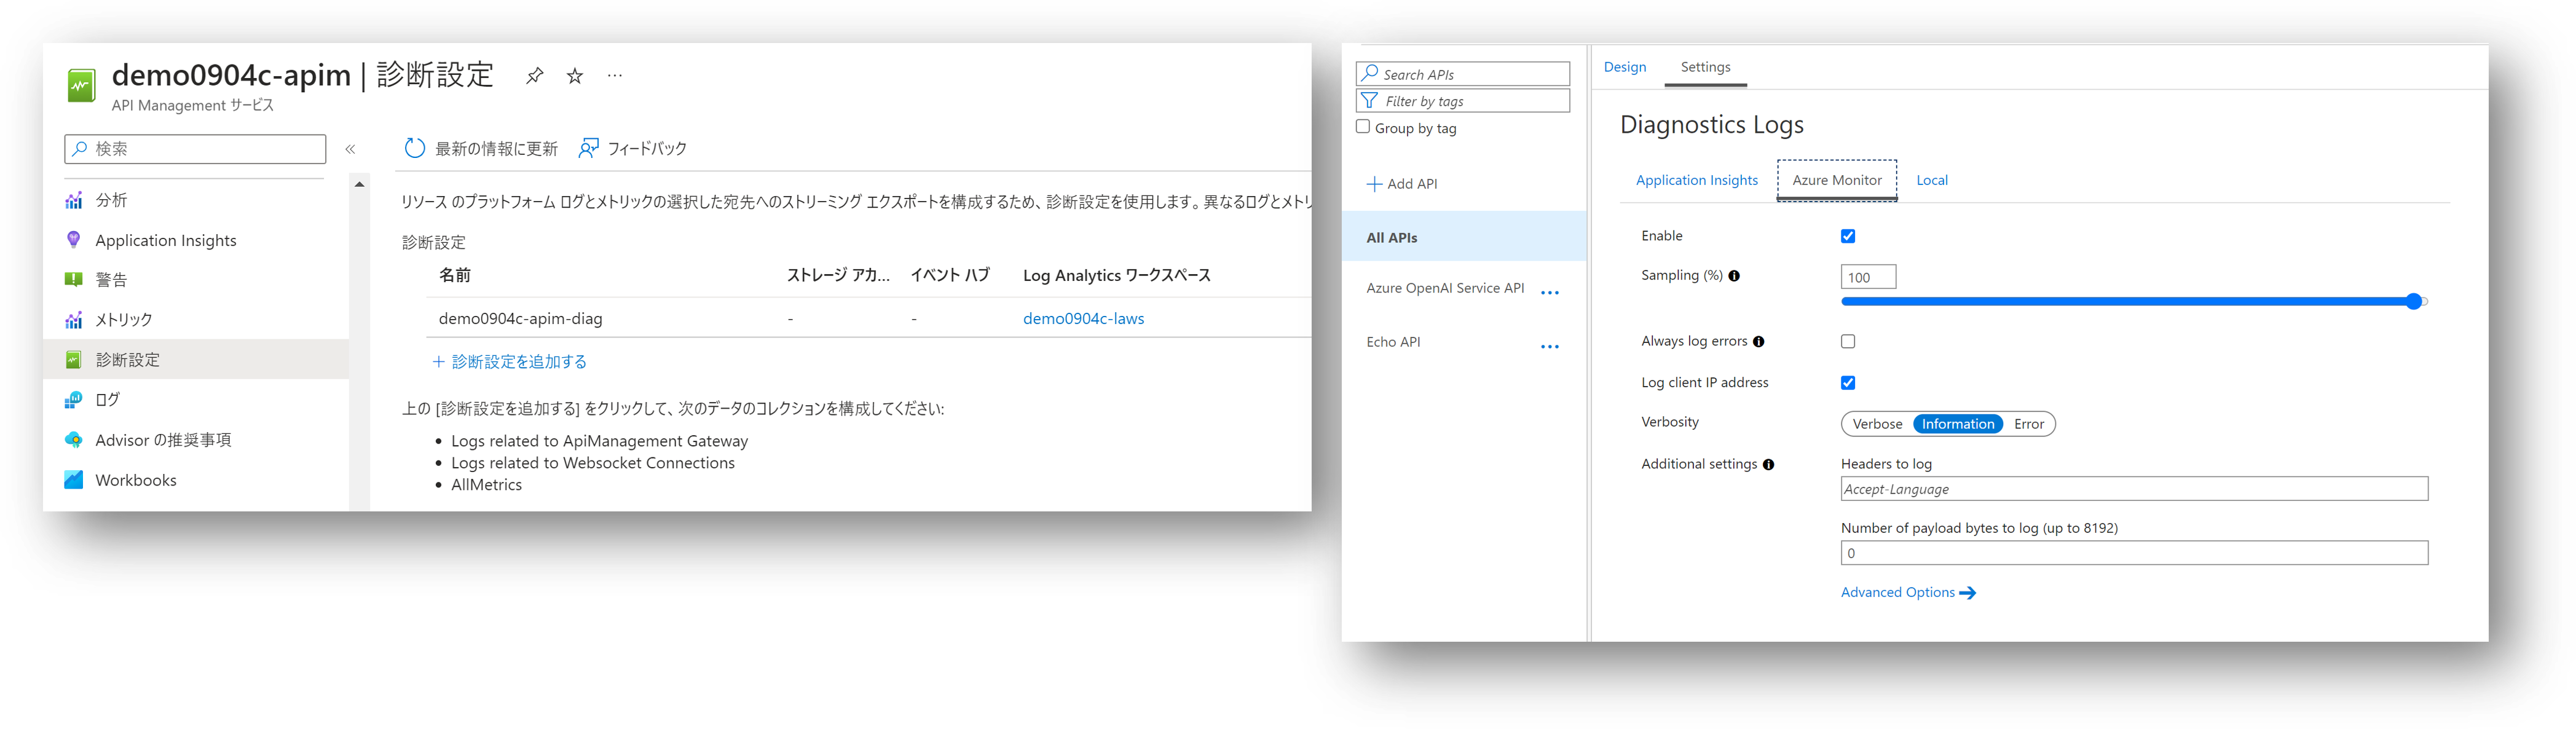 demo0904c-apim | 診断設定
API Management サービス
検索
分析
Application Insights
警告
メトリック
診断設定
ログ
Advisor の推奨事項
Workbooks
最新の情報に更新
フィードバック
リソース のプラットフォーム ログとメトリックの選択した宛先へのストリーミング エクスポートを構成するため、診断設定を使用します。異なるログとメトリ
診断設定
名前 ストレージ アカ... イベント ハブ Log Analytics ワークスペース
demo0904c-apim-diag - - demo0904c-laws
+ 診断設定を追加する
上の [診断設定を追加する] をクリックして、次のデータのコレクションを構成してください:
• Logs related to ApiManagement Gateway
• Logs related to Websocket Connections
• AllMetrics
Search APIs
Filter by tags
Group by tag
+ Add API
All APIs
Azure OpenAI Service API ...
Echo API ...
Design Settings
Diagnostics Logs
Application Insights Azure Monitor Local
Enable
Sampling (%) 100
Always log errors
Log client IP address
Verbosity Verbose Information Error
Additional settings Headers to log
Accept-Language
Number of payload bytes to log (up to 8192)
0
Advanced Options